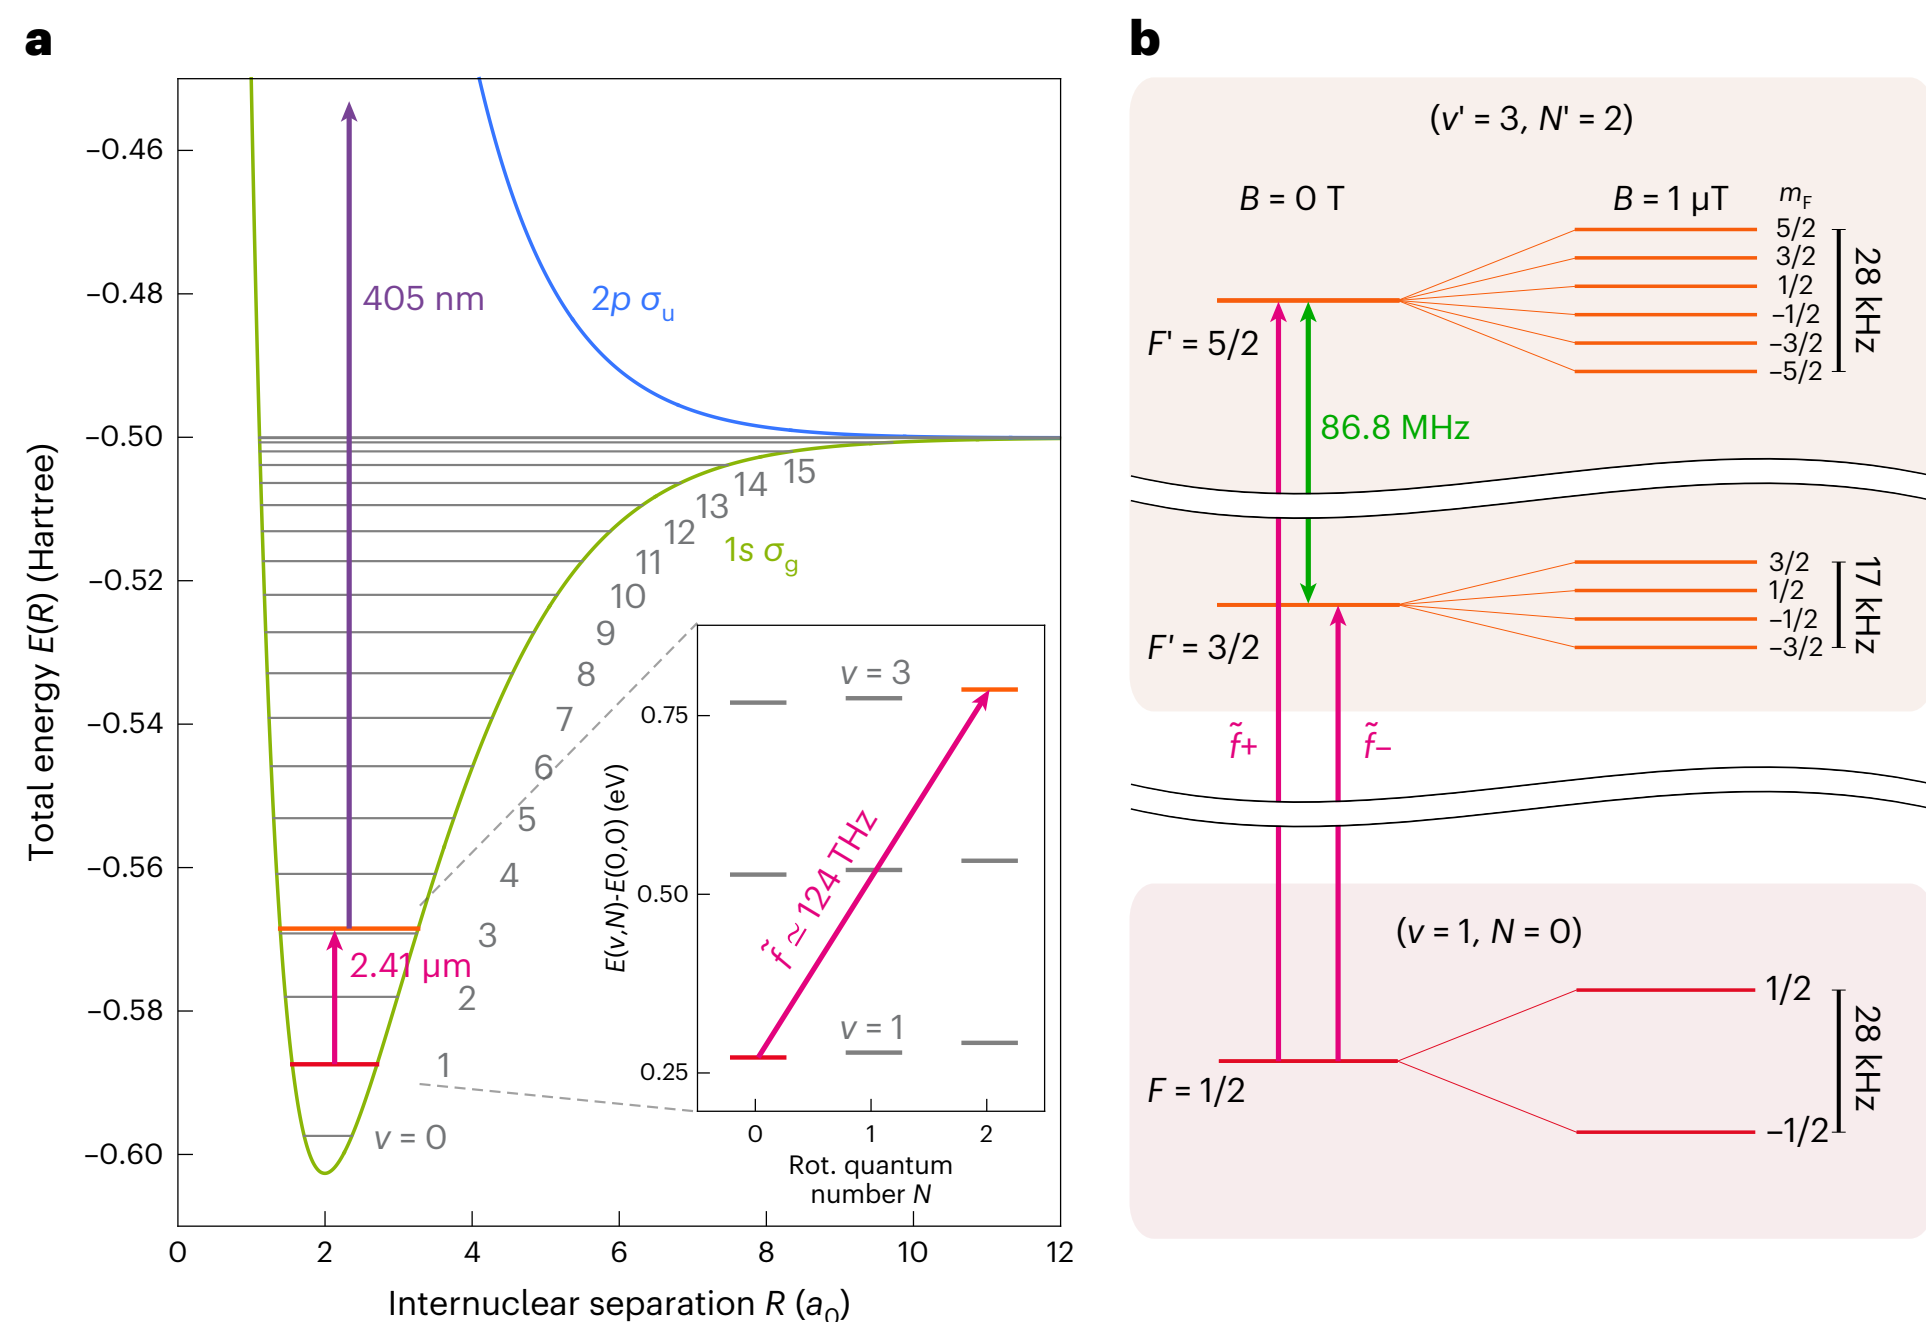 a
Total energy E(R) (Hartree)
–0.46
–0.48
–0.50
–0.52
–0.54
–0.56
–0.58
–0.60
0
2
4
6
8
10
12
Internuclear separation R (a0)
405 nm
2p σu
1s σg
2.41 µm
15
14
13
12
11
10
9
8
7
6
5
4
3
2
1
v = 0
E(v,N)-E(0,0) (eV)
0.75
0.50
0.25
v = 3
f̃ ≃ 124 THz
v = 1
0
1
2
Rot. quantum
number N
b
(v' = 3, N' = 2)
B = 0 T
B = 1 µT
mF
5/2
3/2
1/2
–1/2
–3/2
–5/2
28 kHz
F' = 5/2
86.8 MHz
3/2
1/2
–1/2
–3/2
17 kHz
F' = 3/2
f̃+
f̃–
(v = 1, N = 0)
1/2
–1/2
28 kHz
F = 1/2